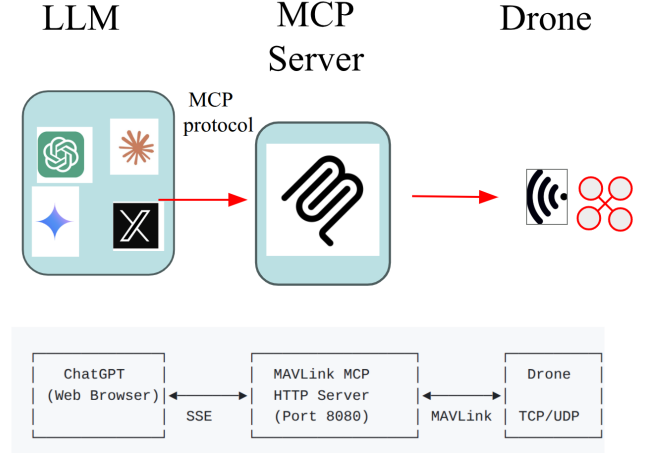 LLM
MCP
Server
Drone
MCP
protocol
ChatGPT
(Web Browser)
SSE
MAVLink MCP
HTTP Server
(Port 8080)
MAVLink
Drone
TCP/UDP